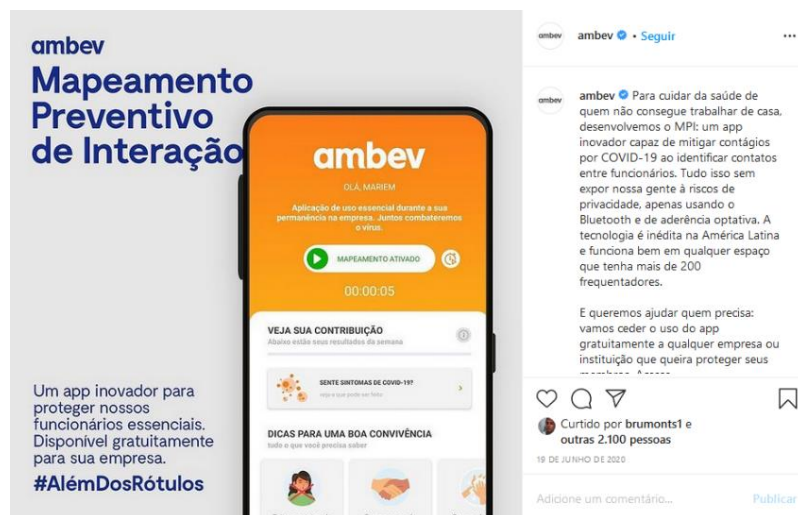 ambev
Mapeamento
Preventivo
de Interação
ambev
OLÁ, MARIEM
Aplicação de uso essencial durante a sua
permanência na empresa. Juntos combateremos
o vírus.
MAPEAMENTO ATIVADO
00:00:05
VEJA SUA CONTRIBUIÇÃO
Abaixo estão seus resultados da semana
SENTE SINTOMAS DE COVID-19?
veja o que pode ser feito
DICAS PARA UMA BOA CONVIVÊNCIA
tudo o que você precisa saber
Um app inovador para
proteger nossos
funcionários essenciais.
Disponível gratuitamente
para sua empresa.
#AlémDosRótulos
ambev
ambev • Seguir
ambev
ambev Para cuidar da saúde de
quem não consegue trabalhar de casa,
desenvolvemos o MPI: um app
inovador capaz de mitigar contágios
por COVID-19 ao identificar contatos
entre funcionários. Tudo isso sem
expor nossa gente à riscos de
privacidade, apenas usando o
Bluetooth e de aderência optativa. A
tecnologia é inédita na América Latina
e funciona bem em qualquer espaço
que tenha mais de 200
frequentadores.
E queremos ajudar quem precisa:
vamos ceder o uso do app
gratuitamente a qualquer empresa ou
instituição que queira proteger seus
Curtido por brumonts1 e
outras 2.100 pessoas
19 DE JUNHO DE 2020
Adicione um comentário...
Publicar